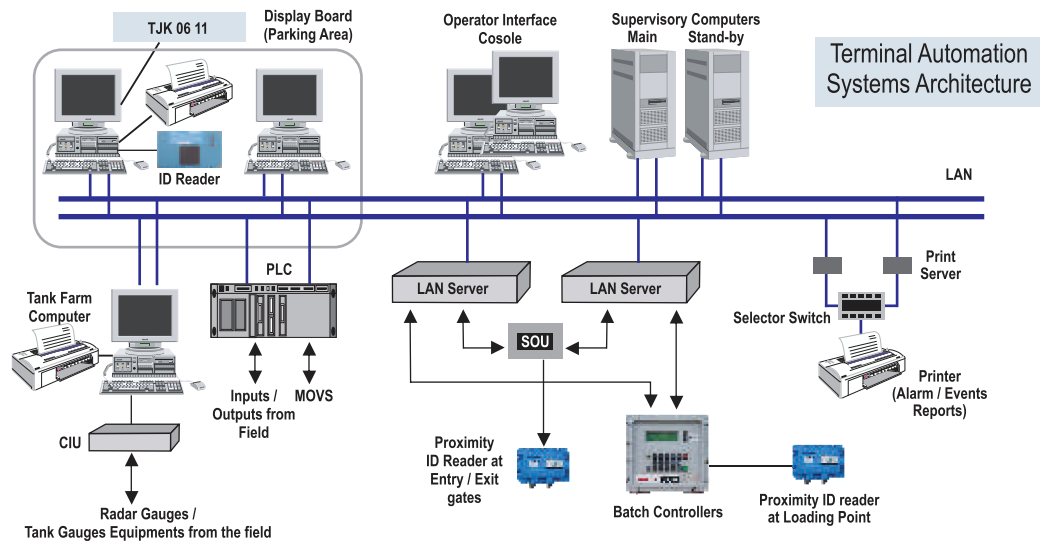 TJK 06 11
Display Board
(Parking Area)
Operator Interface
Cosole
Supervisory Computers
Main Stand-by
Terminal Automation
Systems Architecture
ID Reader
LAN
PLC
LAN Server
LAN Server
Print
Server
Tank Farm
Computer
Selector Switch
SOU
Inputs /
Outputs from
Field
MOVS
Printer
(Alarm / Events
Reports)
CIU
Proximity
ID Reader at
Entry / Exit
gates
Batch Controllers
Proximity ID reader
at Loading Point
Radar Gauges /
Tank Gauges Equipments from the field